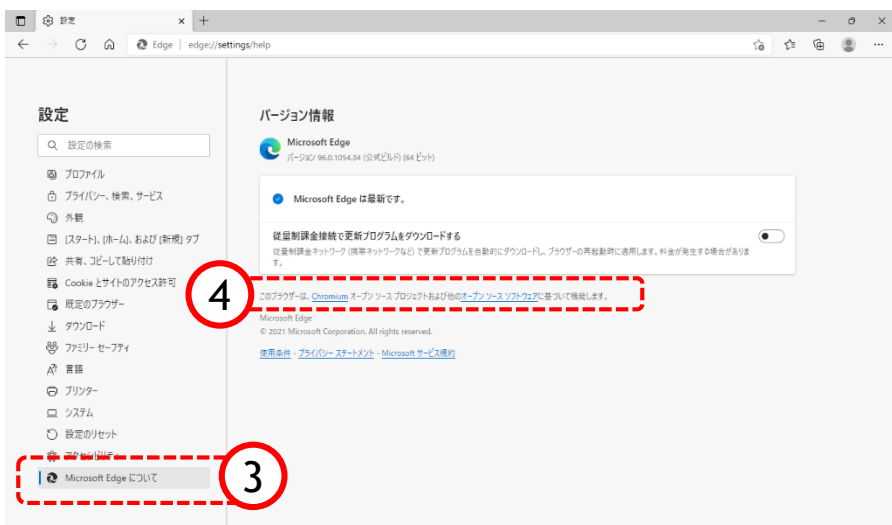 設定
Edge
edge://settings/help
設定
設定の検索
プロファイル
プライバシー、検索、サービス
外観
[スタート]、[ホーム]、および [新規] タブ
共有、コピーして貼り付け
Cookie とサイトのアクセス許可
既定のブラウザー
ダウンロード
ファミリー セーフティ
言語
プリンター
システム
設定のリセット
アクセシビリティ
Microsoft Edge について
3
バージョン情報
Microsoft Edge
バージョン 96.0.1054.34 (公式ビルド) (64 ビット)
Microsoft Edge は最新です。
従量制課金接続で更新プログラムをダウンロードする
従量制課金ネットワーク (携帯ネットワークなど) で更新プログラムを自動的にダウンロードし、ブラウザーの再起動時に適用します。料金が発生する場合がありま
す。
4
このブラウザーは、Chromium オープン ソース プロジェクトおよび他のオープン ソース ソフトウェアに基づいて機能します。
Microsoft Edge
© 2021 Microsoft Corporation. All rights reserved.
使用条件 - プライバシー ステートメント - Microsoft サービス規約